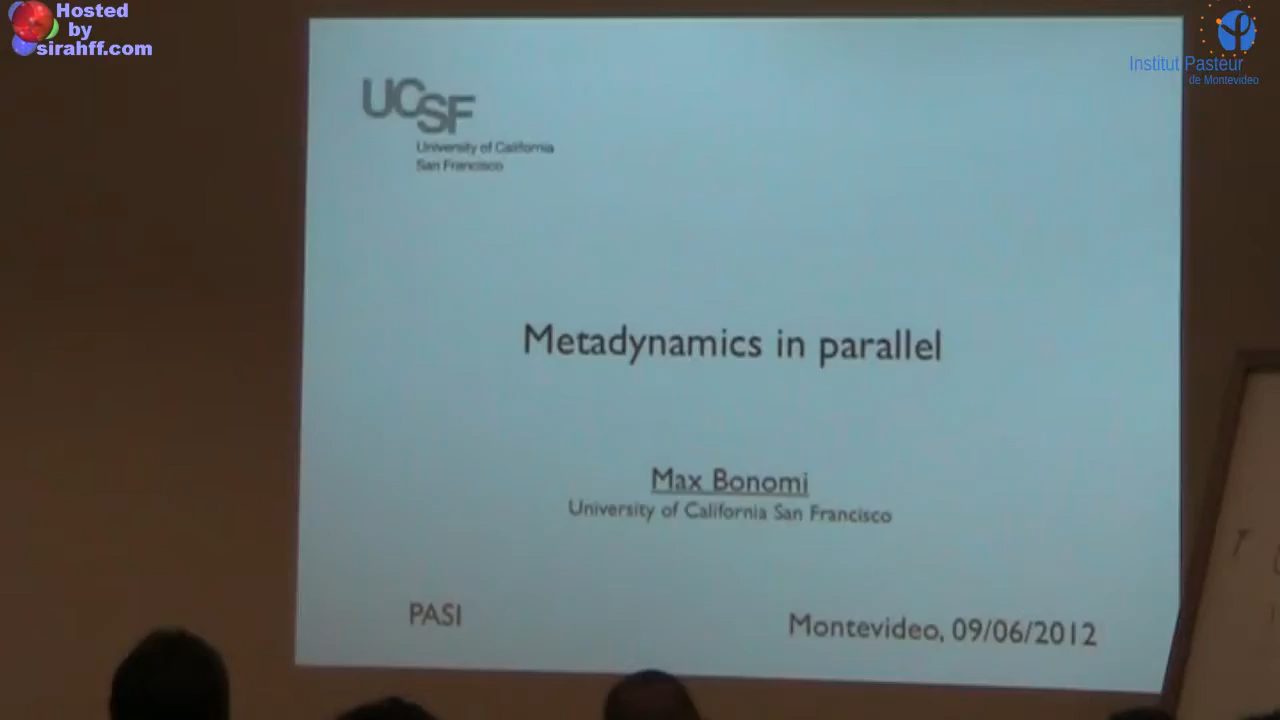 Hosted
by
sirahff.com
Institut Pasteur
de Montevideo
UCSF
University of California
San Francisco
Metadynamics in parallel
Max Bonomi
University of California San Francisco
PASI
Montevideo, 09/06/2012